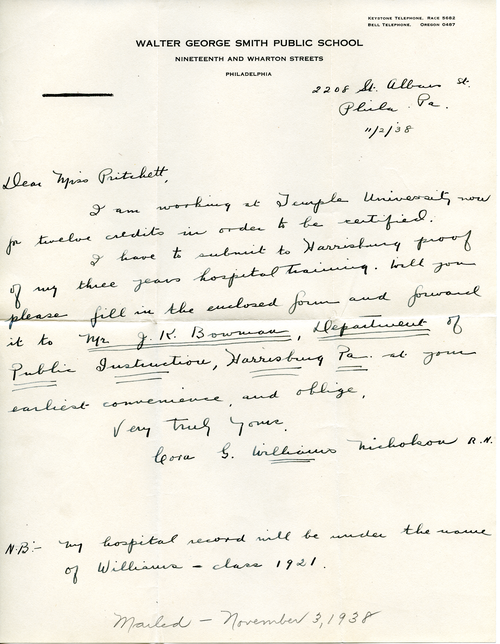 KEYSTONE TELEPHONE, RACE 5682
BELL TELEPHONE, OREGON 0487
WALTER GEORGE SMITH PUBLIC SCHOOL
NINETEENTH AND WHARTON STREETS
PHILADELPHIA
2208 St. Albans St.
Phila. Pa.
11/2/38
Dear Miss Pritchett,
I am working at Temple University now
for twelve credits in order to be certified.
I have to submit to Harrisburg proof
of my three years hospital training. Will you
please fill in the enclosed form and forward
it to Mr. J. K. Bowman, Department of
Public Instruction, Harrisburg Pa. at your
earliest convenience, and oblige,
Very truly yours,
Cora G. Williams Nicholson R.N.
N.B:- My hospital record will be under the name
of Williams - class 1921.
Mailed - November 3, 1938